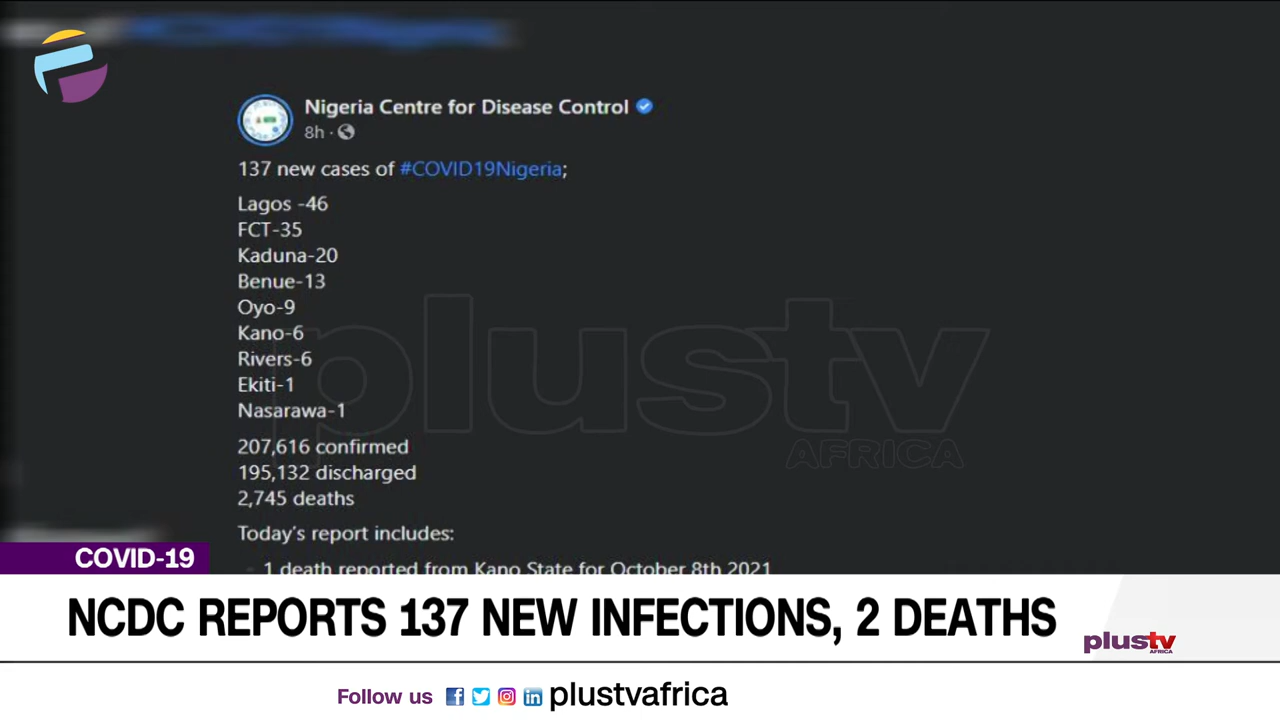 Nigeria Centre for Disease Control
8h ·
137 new cases of #COVID19Nigeria;
Lagos -46
FCT-35
Kaduna-20
Benue-13
Oyo-9
Kano-6
Rivers-6
Ekiti-1
Nasarawa-1
207,616 confirmed
195,132 discharged
2,745 deaths
Today's report includes:
- 1 death reported from Kano State for October 8th 2021
plustv
AFRICA
COVID-19
NCDC REPORTS 137 NEW INFECTIONS, 2 DEATHS
plustv
AFRICA
Follow us plustvafrica